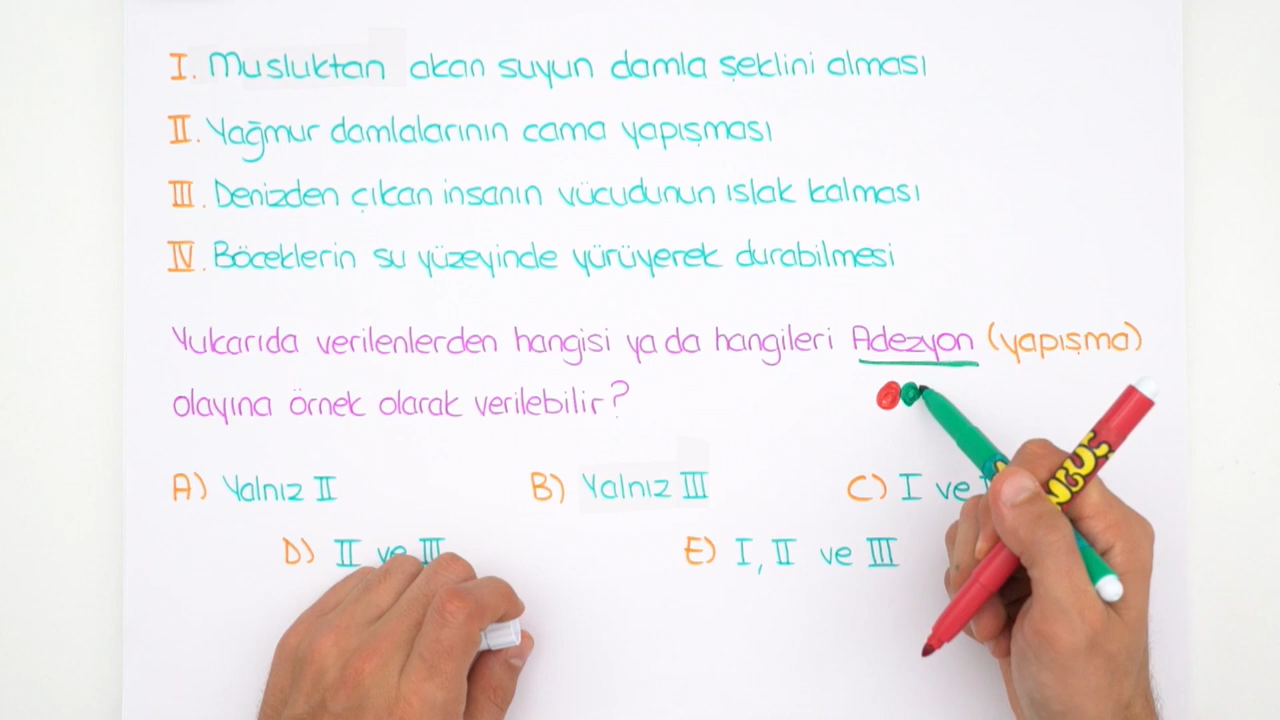 I. Musluktan akan suyun damla şeklini alması
II. Yağmur damlalarının cama yapışması
III. Denizden çıkan insanın vücudunun ıslak kalması
IV. Böceklerin su yüzeyinde yürüyerek durabilmesi
Yukarıda verilenlerden hangisi ya da hangileri Adezyon (yapışma)
olayına örnek olarak verilebilir?
A) Yalnız II B) Yalnız III C) I ve
D) II ve III E) I, II ve III